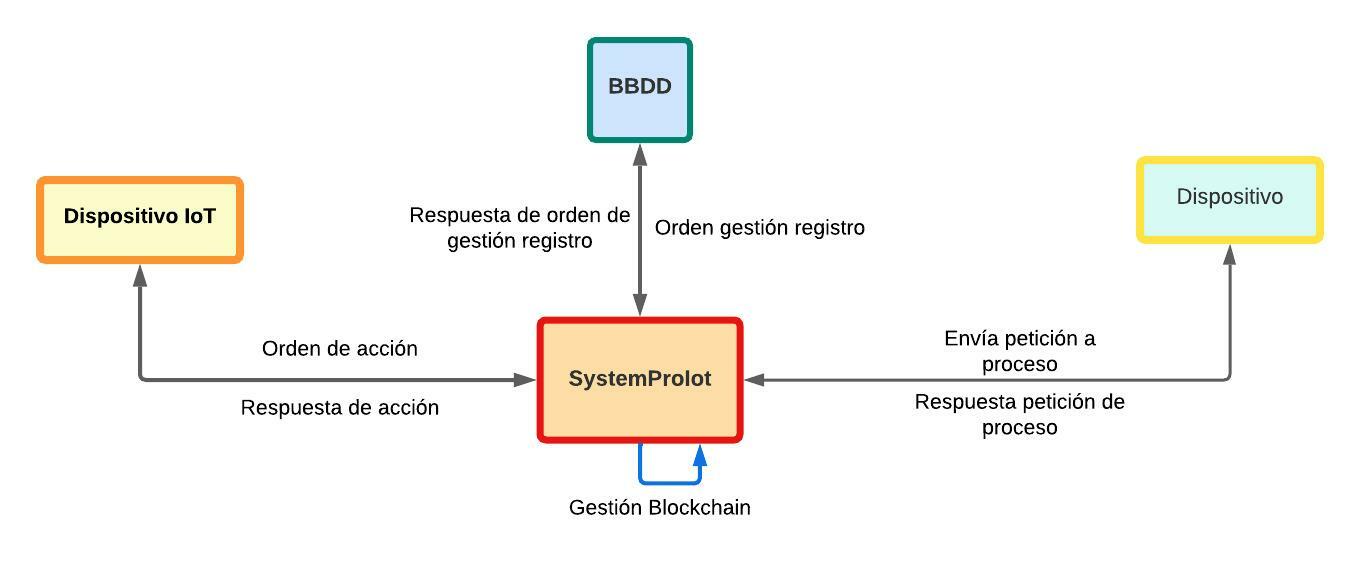 BBDD
Dispositivo IoT
Dispositivo
Respuesta de orden de
gestión registro
Orden gestión registro
Orden de acción
Respuesta de acción
SystemProIot
Envía petición a
proceso
Respuesta petición de
proceso
Gestión Blockchain